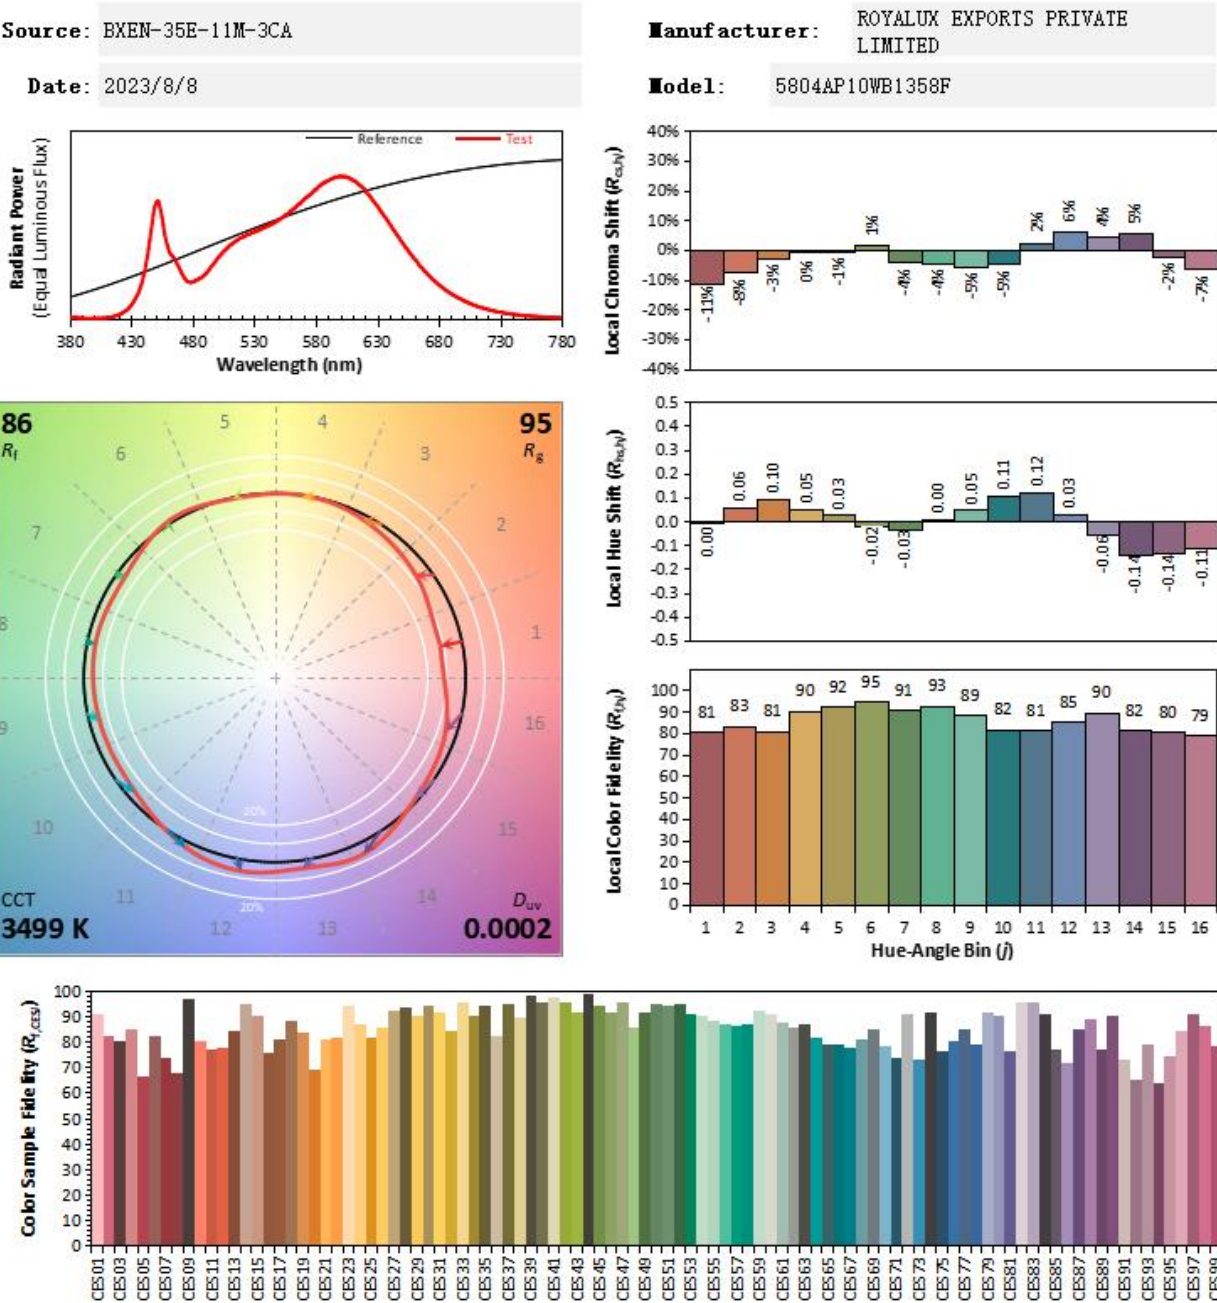 Source: BXEN-35E-11M-3CA
Manufacturer: ROYALUX EXPORTS PRIVATE
LIMITED
Date: 2023/8/8
Model: 5804AP10WB1358F
Radiant Power
(Equal Luminous Flux)
Reference
Test
380 430 480 530 580 630 680 730 780
Wavelength (nm)
Local Chroma Shift (Rcs,hj)
40%
30%
20%
10%
0%
-10%
-20%
-30%
-40%
-11% -8% -3% 0% -1% 1% -4% -4% -5% -5% 2% 6% 4% 5% -2% -7%
86
Rf
95
Rg
5 4
6 3
7 2
8 1
9 16
10 15
11 14
12 13
20%
20%
CCT
3499 K
Duv
0.0002
Local Hue Shift (Rhs,hj)
0.5
0.4
0.3
0.2
0.1
0.0
-0.1
-0.2
-0.3
-0.4
-0.5
0.00 0.06 0.10 0.05 0.03 -0.02 -0.03 0.00 0.05 0.11 0.12 0.03 -0.06 -0.14 -0.14 -0.11
Local Color Fidelity (Rf,hj)
100
90
80
70
60
50
40
30
20
10
0
81 83 81 90 92 95 91 93 89 82 81 85 90 82 80 79
1 2 3 4 5 6 7 8 9 10 11 12 13 14 15 16
Hue-Angle Bin (j)
Color Sample Fidelity (Rf,CESi)
100
90
80
70
60
50
40
30
20
10
0
CES01 CES03 CES05 CES07 CES09 CES11 CES13 CES15 CES17 CES19 CES21 CES23 CES25 CES27 CES29 CES31 CES33 CES35 CES37 CES39 CES41 CES43 CES45 CES47 CES49 CES51 CES53 CES55 CES57 CES59 CES61 CES63 CES65 CES67 CES69 CES71 CES73 CES75 CES77 CES79 CES81 CES83 CES85 CES87 CES89 CES91 CES93 CES95 CES97 CES99